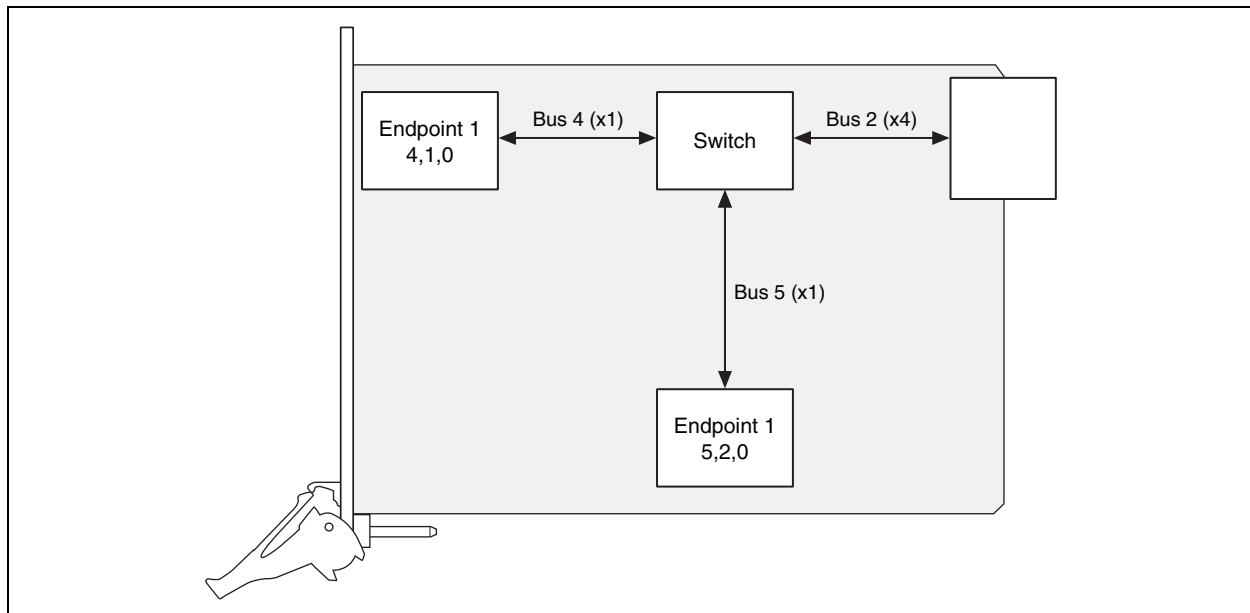 Endpoint 1
4,1,0
Bus 4 (x1)
Switch
Bus 2 (x4)
Bus 5 (x1)
Endpoint 1
5,2,0